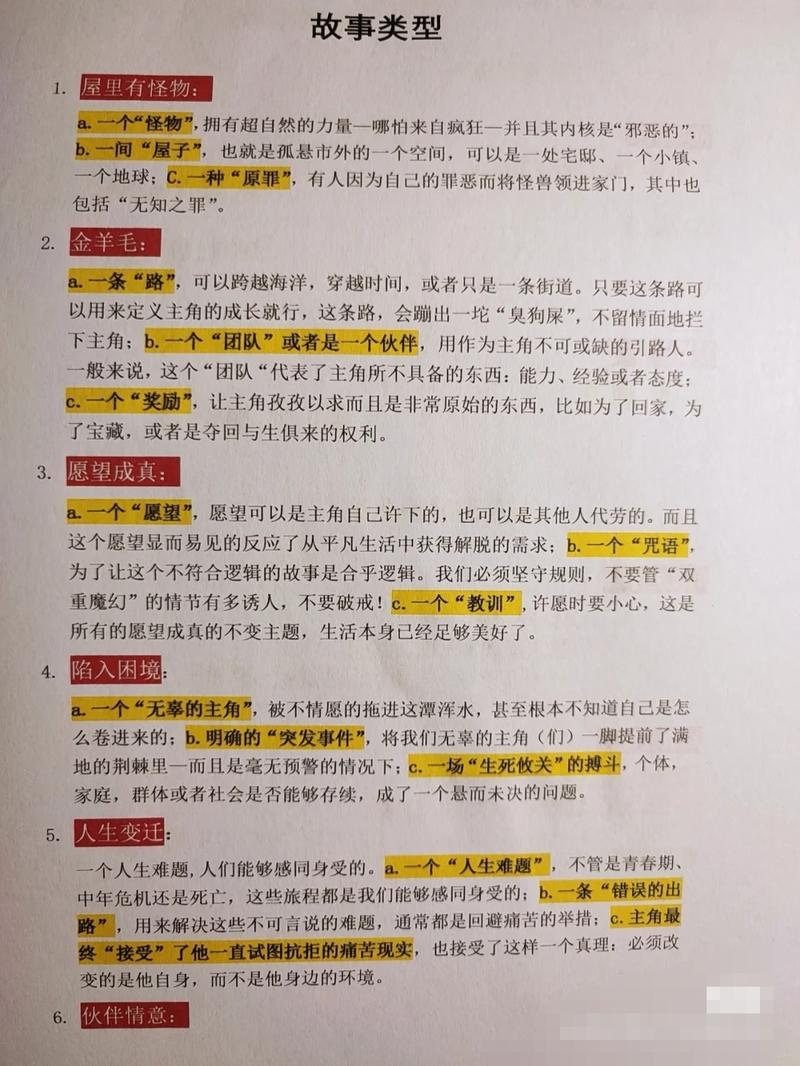 故事类型
1. 屋里有怪物：
a.一个“怪物”，拥有超自然的力量—哪怕来自疯狂—并且其内核是“邪恶的”；
b.一间“屋子”，也就是孤悬市外的一个空间，可以是一处宅邸、一个小镇、
一个地球；C.一种“原罪”，有人因为自己的罪恶而将怪兽领进家门，其中也
包括“无知之罪”。
2. 金羊毛：
a.一条“路”，可以跨越海洋，穿越时间，或者只是一条街道。只要这条路可
以用来定义主角的成长就行，这条路，会蹦出一坨“臭狗屎”，不留情面地拦
下主角；b.一个“团队”或者是一个伙伴，用作为主角不可或缺的引路人。
一般来说，这个“团队“代表了主角所不具备的东西：能力、经验或者态度；
c.一个“奖励”，让主角孜孜以求而且是非常原始的东西，比如为了回家，为
了宝藏，或者是夺回与生俱来的权利。
3. 愿望成真：
a.一个“愿望”，愿望可以是主角自己许下的，也可以是其他人代劳的。而且
这个愿望显而易见的反应了从平凡生活中获得解脱的需求；b.一个“咒语”，
为了让这个不符合逻辑的故事是合乎逻辑。我们必须坚守规则，不要管“双
重魔幻”的情节有多诱人，不要破戒！c.一个“教训”,许愿时要小心，这是
所有的愿望成真的不变主题，生活本身已经足够美好了。
4. 陷入困境：
a.一个“无辜的主角”，被不情愿的拖进这潭浑水，甚至根本不知道自己是怎
么卷进来的；b.明确的“突发事件”，将我们无辜的主角（们）一脚提前了满
地的荆棘里—而且是毫无预警的情况下；c.一场“生死攸关”的搏斗，个体，
家庭，群体或者社会是否能够存续，成了一个悬而未决的问题。
5. 人生变迁：
一个人生难题,人们能够感同身受的。a.一个“人生难题”，不管是青春期、
中年危机还是死亡，这些旅程都是我们能够感同身受的；b.一条“错误的出
路”，用来解决这些不可言说的难题，通常都是回避痛苦的举措；c.主角最
终“接受”了他一直试图抗拒的痛苦现实，也接受了这样一个真理：必须改
变的是他自身，而不是他身边的环境。
6. 伙伴情意：